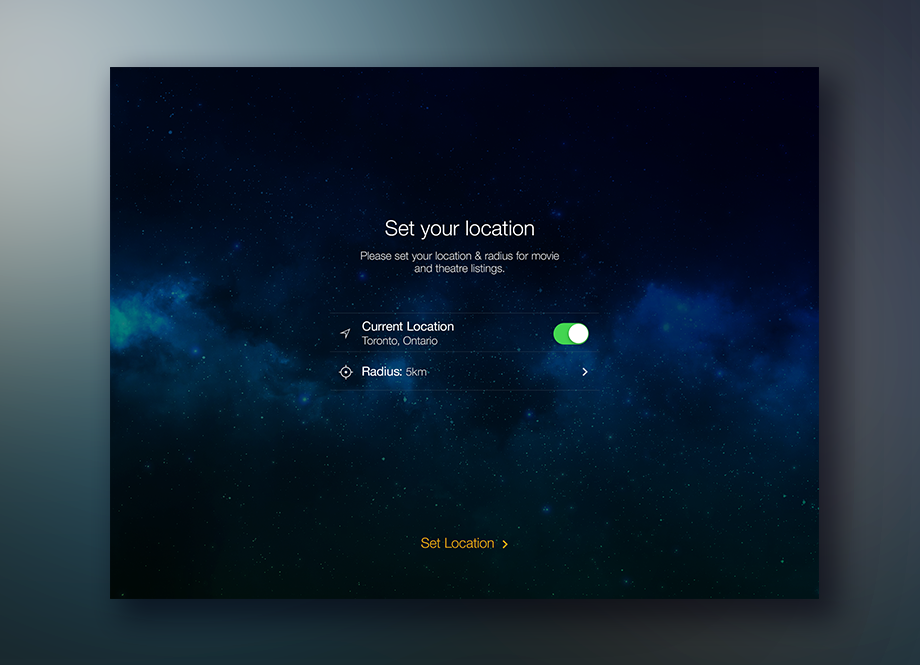 Set your location
Please set your location & radius for movie
and theatre listings.
Current Location
Toronto, Ontario
Radius: 5km
Set Location